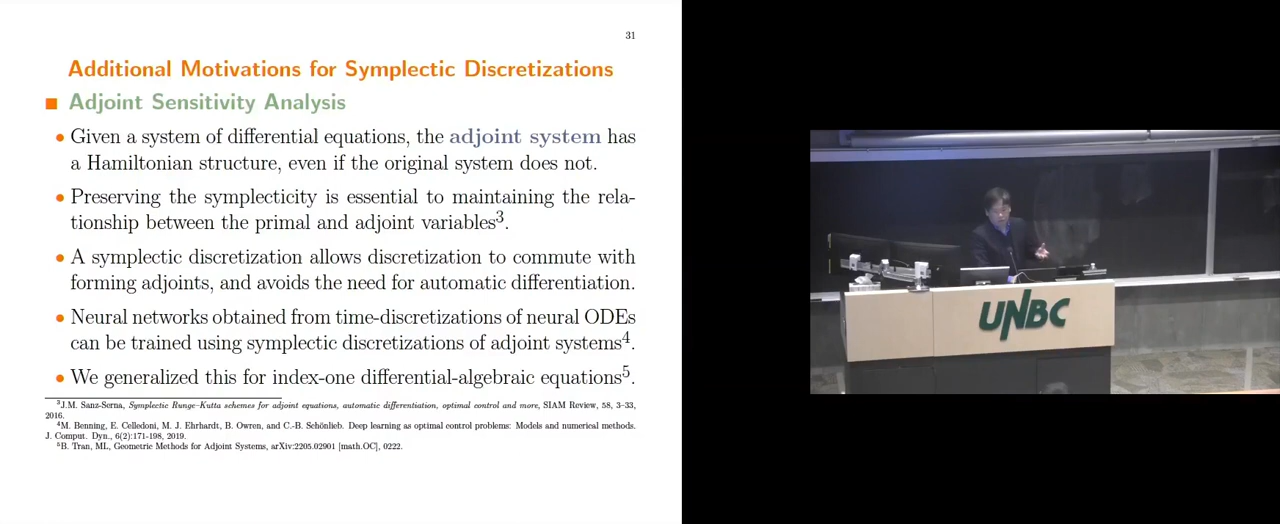 31
Additional Motivations for Symplectic Discretizations
Adjoint Sensitivity Analysis
Given a system of differential equations, the adjoint system has
a Hamiltonian structure, even if the original system does not.
Preserving the symplecticity is essential to maintaining the rela-
tionship between the primal and adjoint variables3.
A symplectic discretization allows discretization to commute with
forming adjoints, and avoids the need for automatic differentiation.
Neural networks obtained from time-discretizations of neural ODEs
can be trained using symplectic discretizations of adjoint systems4.
We generalized this for index-one differential-algebraic equations5.
3J.M. Sanz-Serna, Symplectic Runge–Kutta schemes for adjoint equations, automatic differentiation, optimal control and more, SIAM Review, 58, 3–33,
2016.
4M. Benning, E. Celledoni, M. J. Ehrhardt, B. Owren, and C.-B. Schönlieb. Deep learning as optimal control problems: Models and numerical methods.
J. Comput. Dyn., 6(2):171-198, 2019.
5B. Tran, ML, Geometric Methods for Adjoint Systems, arXiv:2205.02901 [math.OC], 0222.
UNBC